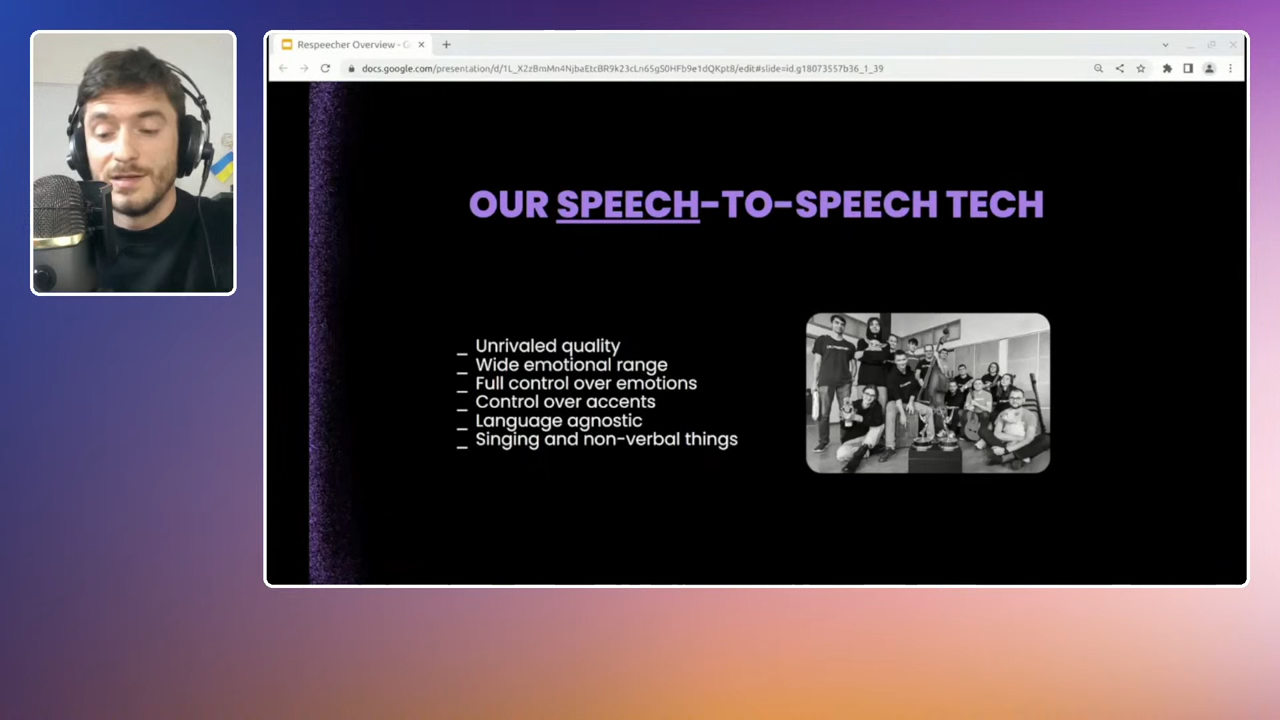 Respeecher Overview - G
docs.google.com/presentation/d/1L_X2zBmMn4NjbaEtcBR9k23cLn65gS0HFb9e1dQKpt8/edit#slide=id.g18073557b36_1_39
OUR SPEECH-TO-SPEECH TECH
_ Unrivaled quality
_ Wide emotional range
_ Full control over emotions
_ Control over accents
_ Language agnostic
_ Singing and non-verbal things